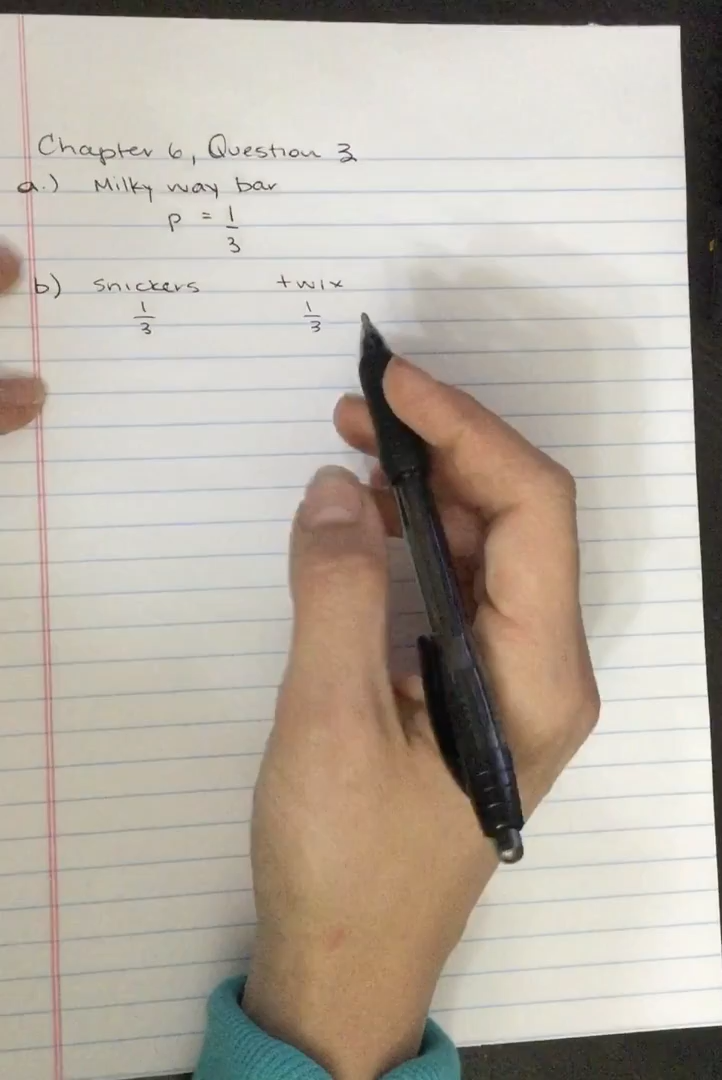 Chapter 6, Question 3
a.) Milky way bar
p = 1/3
b) snickers twix
1/3 1/3